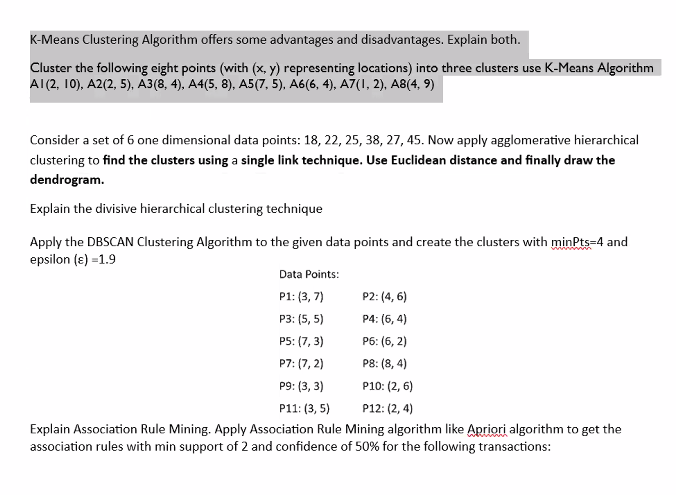 K-Means Clustering Algorithm offers some advantages and disadvantages. Explain both.
Cluster the following eight points (with (x, y) representing locations) into three clusters use K-Means Algorithm
A1(2, 10), A2(2, 5), A3(8, 4), A4(5, 8), A5(7, 5), A6(6, 4), A7(1, 2), A8(4, 9)
Consider a set of 6 one dimensional data points: 18, 22, 25, 38, 27, 45. Now apply agglomerative hierarchical
clustering to find the clusters using a single link technique. Use Euclidean distance and finally draw the
dendrogram.
Explain the divisive hierarchical clustering technique
Apply the DBSCAN Clustering Algorithm to the given data points and create the clusters with minPts=4 and
epsilon (ε) =1.9
Data Points:
P1: (3, 7) P2: (4, 6)
P3: (5, 5) P4: (6, 4)
P5: (7, 3) P6: (6, 2)
P7: (7, 2) P8: (8, 4)
P9: (3, 3) P10: (2, 6)
P11: (3, 5) P12: (2, 4)
Explain Association Rule Mining. Apply Association Rule Mining algorithm like Apriori algorithm to get the
association rules with min support of 2 and confidence of 50% for the following transactions: